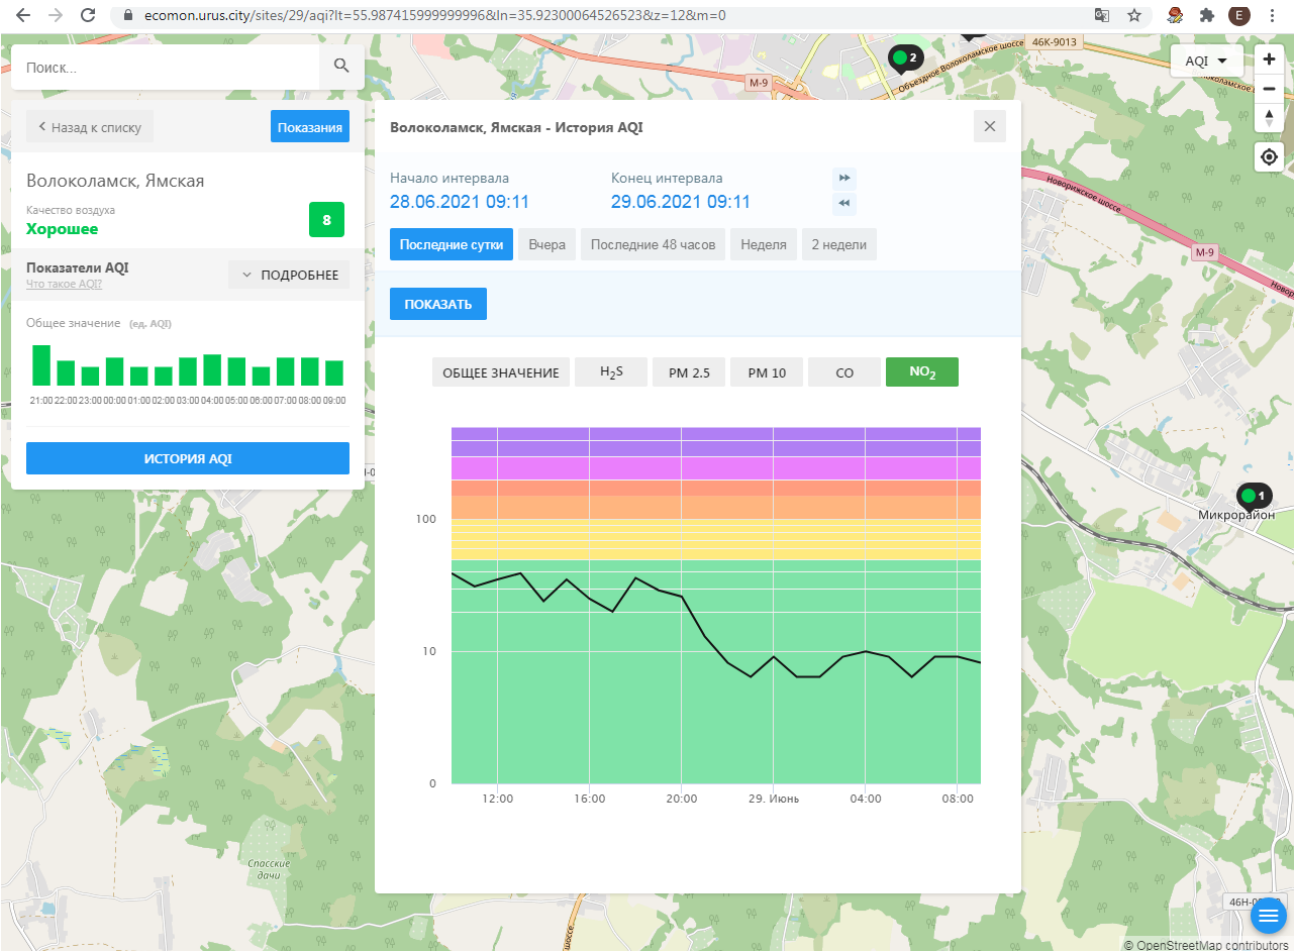 ecomon.urus.city/sites/29/aqi?lt=55.987415999999996&ln=35.92300064526523&z=12&m=0
E
46К-9013
2
Объездное Волоколамское шоссе
М-9
AQI
+
−
Поиск...
Назад к списку
Показания
Волоколамск, Ямская
Качество воздуха
Хорошее
8
Показатели AQI
Что такое AQI?
ПОДРОБНЕЕ
Общее значение (ед. AQI)
21:00 22:00 23:00 00:00 01:00 02:00 03:00 04:00 05:00 06:00 07:00 08:00 09:00
ИСТОРИЯ AQI
Волоколамск, Ямская - История AQI
Начало интервала
28.06.2021 09:11
Конец интервала
29.06.2021 09:11
Последние сутки
Вчера
Последние 48 часов
Неделя
2 недели
ПОКАЗАТЬ
ОБЩЕЕ ЗНАЧЕНИЕ
H₂S
PM 2.5
PM 10
CO
NO₂
100
10
0
12:00 16:00 20:00 29. Июнь 04:00 08:00
Новорижское шоссе
М-9
1
Микрорайон
Спасские
дачи
© OpenStreetMap contributors